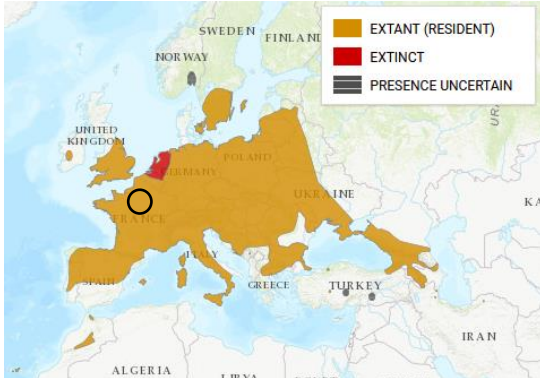 EXTANT (RESIDENT)
EXTINCT
PRESENCE UNCERTAIN
SWEDEN
FINLAN
NORWAY
UNITED
KINGDOM
POLAND
GERMANY
UKRAINE
FRANCE
ITALY
SPAIN
GREECE
TURKEY
IRAN
ALGERIA